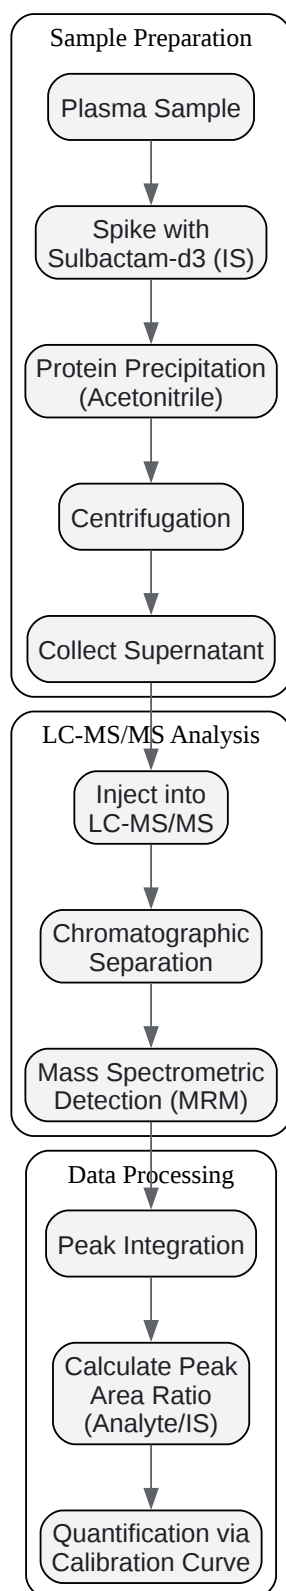 Sample Preparation
Plasma Sample
Spike with
Sulbactam-d3 (IS)
Protein Precipitation
(Acetonitrile)
Centrifugation
Collect Supernatant
LC-MS/MS Analysis
Inject into
LC-MS/MS
Chromatographic
Separation
Mass Spectrometric
Detection (MRM)
Data Processing
Peak Integration
Calculate Peak
Area Ratio
(Analyte/IS)
Quantification via
Calibration Curve